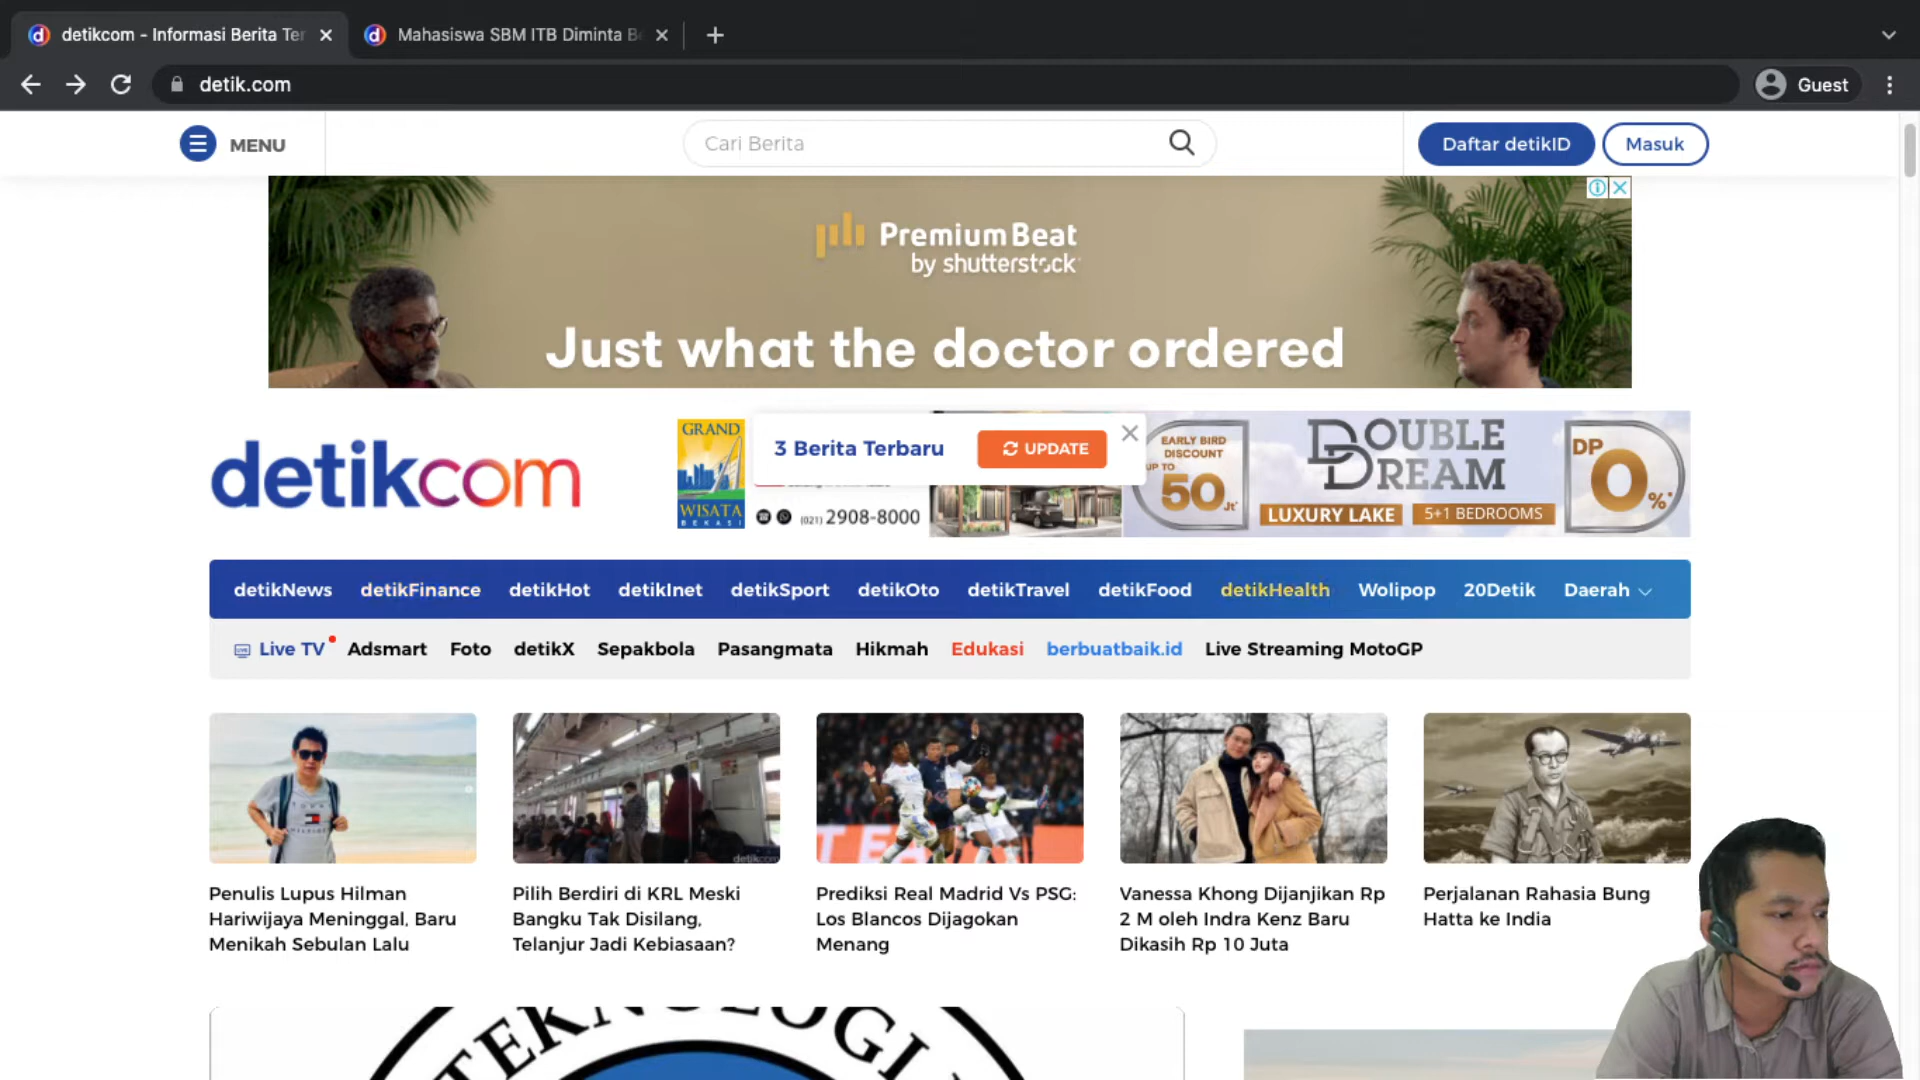 detikcom - Informasi Berita Ter
Mahasiswa SBM ITB Diminta Be
detik.com
Guest
MENU
Cari Berita
Daftar detikID
Masuk
PremiumBeat
by shutterstock
Just what the doctor ordered
detikcom
GRAND
WISATA
BEKASI
3 Berita Terbaru
UPDATE
(021) 2908-8000
EARLY BIRD
DISCOUNT
UP TO
50 Jt*
DOUBLE
DREAM
LUXURY LAKE
5+1 BEDROOMS
DP
0%*
detikNews detikFinance detikHot detikInet detikSport detikOto detikTravel detikFood detikHealth Wolipop 20Detik Daerah
Live TV Adsmart Foto detikX Sepakbola Pasangmata Hikmah Edukasi berbuatbaik.id Live Streaming MotoGP
detikcom
Penulis Lupus Hilman
Hariwijaya Meninggal, Baru
Menikah Sebulan Lalu
Pilih Berdiri di KRL Meski
Bangku Tak Disilang,
Telanjur Jadi Kebiasaan?
Prediksi Real Madrid Vs PSG:
Los Blancos Dijagokan
Menang
Vanessa Khong Dijanjikan Rp
2 M oleh Indra Kenz Baru
Dikasih Rp 10 Juta
Perjalanan Rahasia Bung
Hatta ke India
TEKNOLOGI